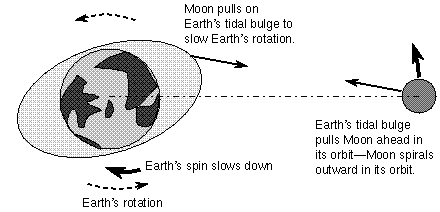 Moon pulls on
Earth's tidal bulge to
slow Earth's rotation.
Earth's tidal bulge
pulls Moon ahead in
its orbit—Moon spirals
outward in its orbit.
Earth's spin slows down
Earth's rotation